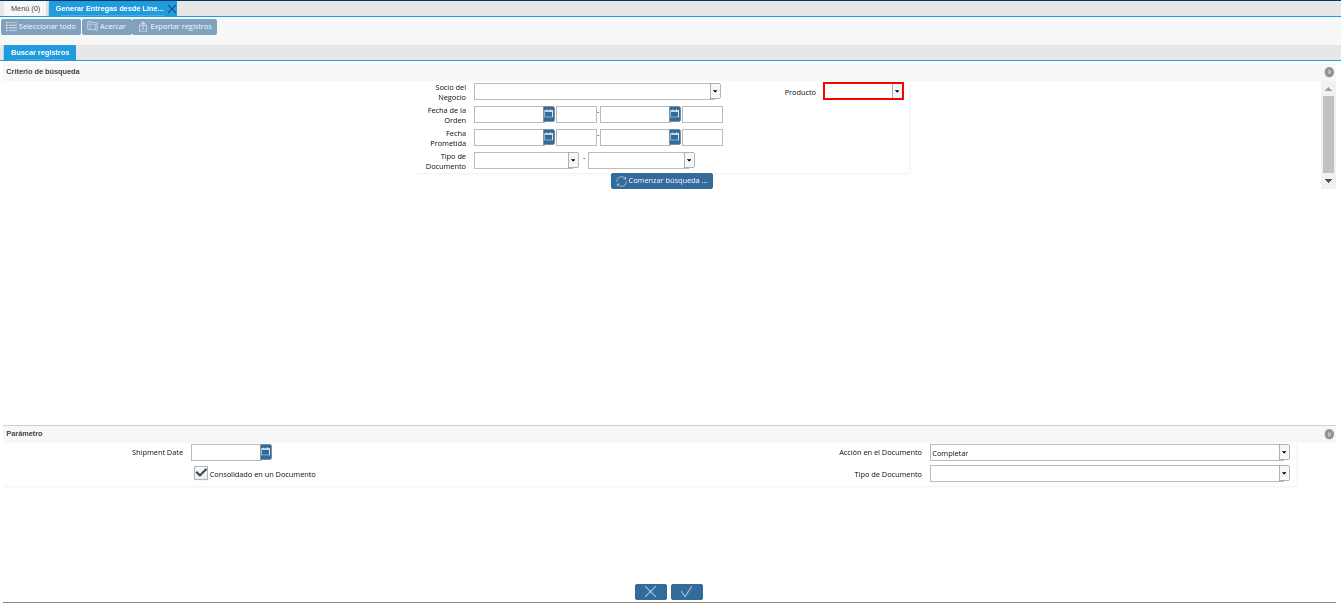 Menú (0) Generar Entregas desde Line...
Seleccionar todo Acercar Exportar registros
Buscar registros
Criterio de búsqueda
Socio del Negocio
Producto
Fecha de la Orden
-
Fecha Prometida
-
Tipo de Documento
-
Comenzar búsqueda ...
Parámetro
Shipment Date
Acción en el Documento Completar
Consolidado en un Documento
Tipo de Documento